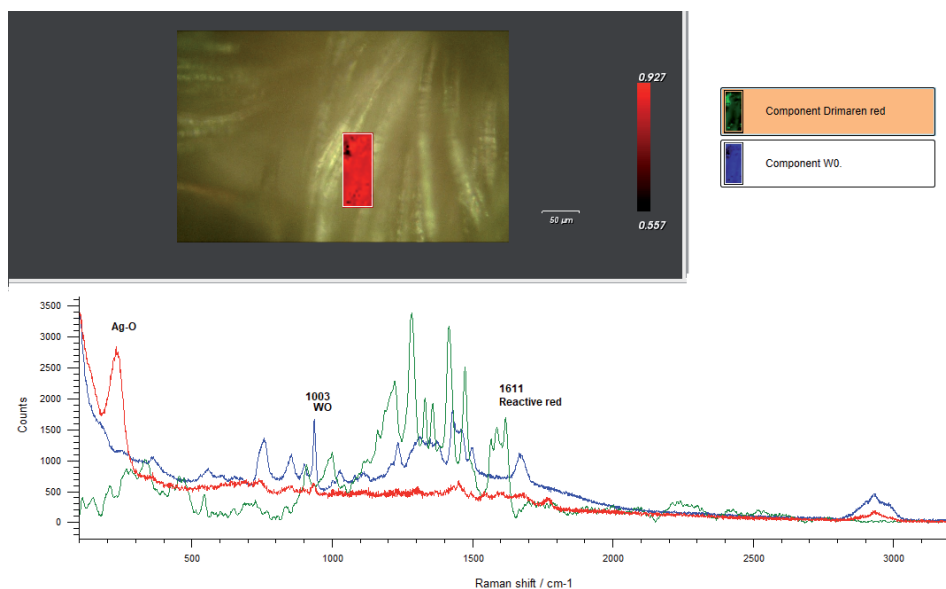 0.927
50 µm
0.557
Component Drimaren red
Component W0.
3500
3000
2500
2000
1500
1000
500
0
Counts
Ag-O
1003
WO
1611
Reactive red
500
1000
1500
2000
2500
3000
Raman shift / cm-1